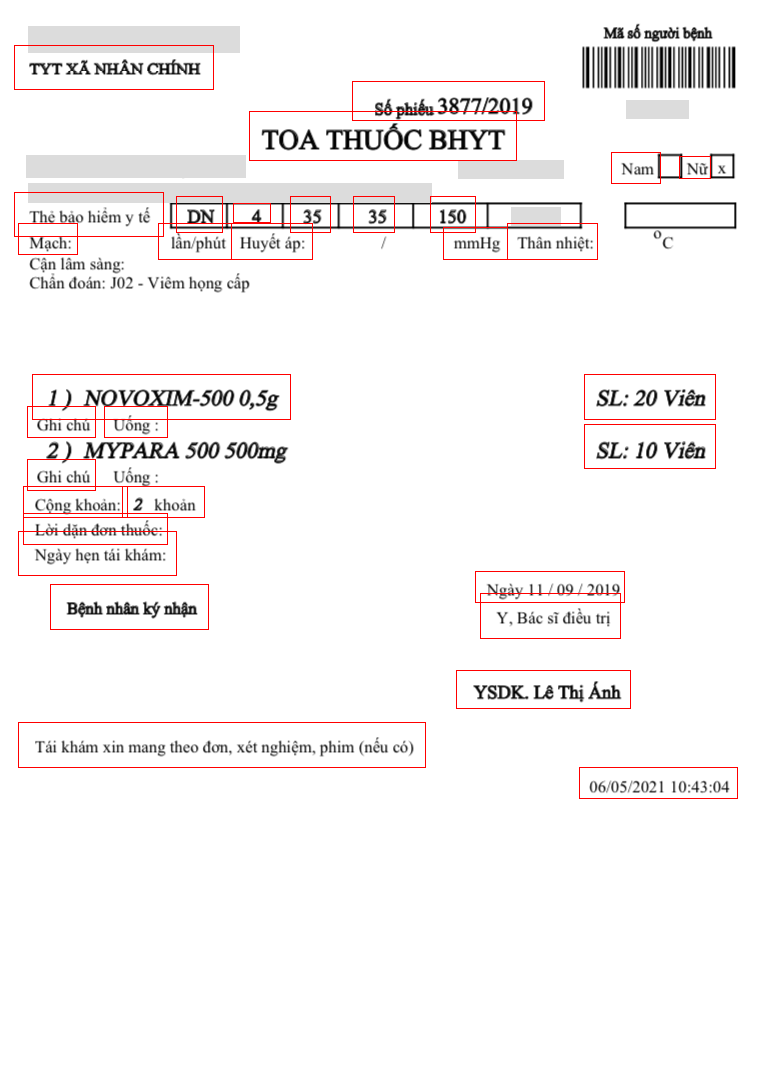 Mã số người bệnh
TYT XÃ NHÂN CHÍNH
Số phiếu 3877/2019
TOA THUỐC BHYT
Nam Nữ x
Thẻ bảo hiểm y tế DN 4 35 35 150
Mạch: lần/phút Huyết áp: / mmHg Thân nhiệt: °C
Cận lâm sàng:
Chẩn đoán: J02 - Viêm họng cấp
1 ) NOVOXIM-500 0,5g SL: 20 Viên
Ghi chú Uống :
2 ) MYPARA 500 500mg SL: 10 Viên
Ghi chú Uống :
Cộng khoản: 2 khoản
Lời dặn đơn thuốc:
Ngày hẹn tái khám:
Ngày 11 / 09 / 2019
Bệnh nhân ký nhận Y, Bác sĩ điều trị
YSDK. Lê Thị Ánh
Tái khám xin mang theo đơn, xét nghiệm, phim (nếu có)
06/05/2021 10:43:04